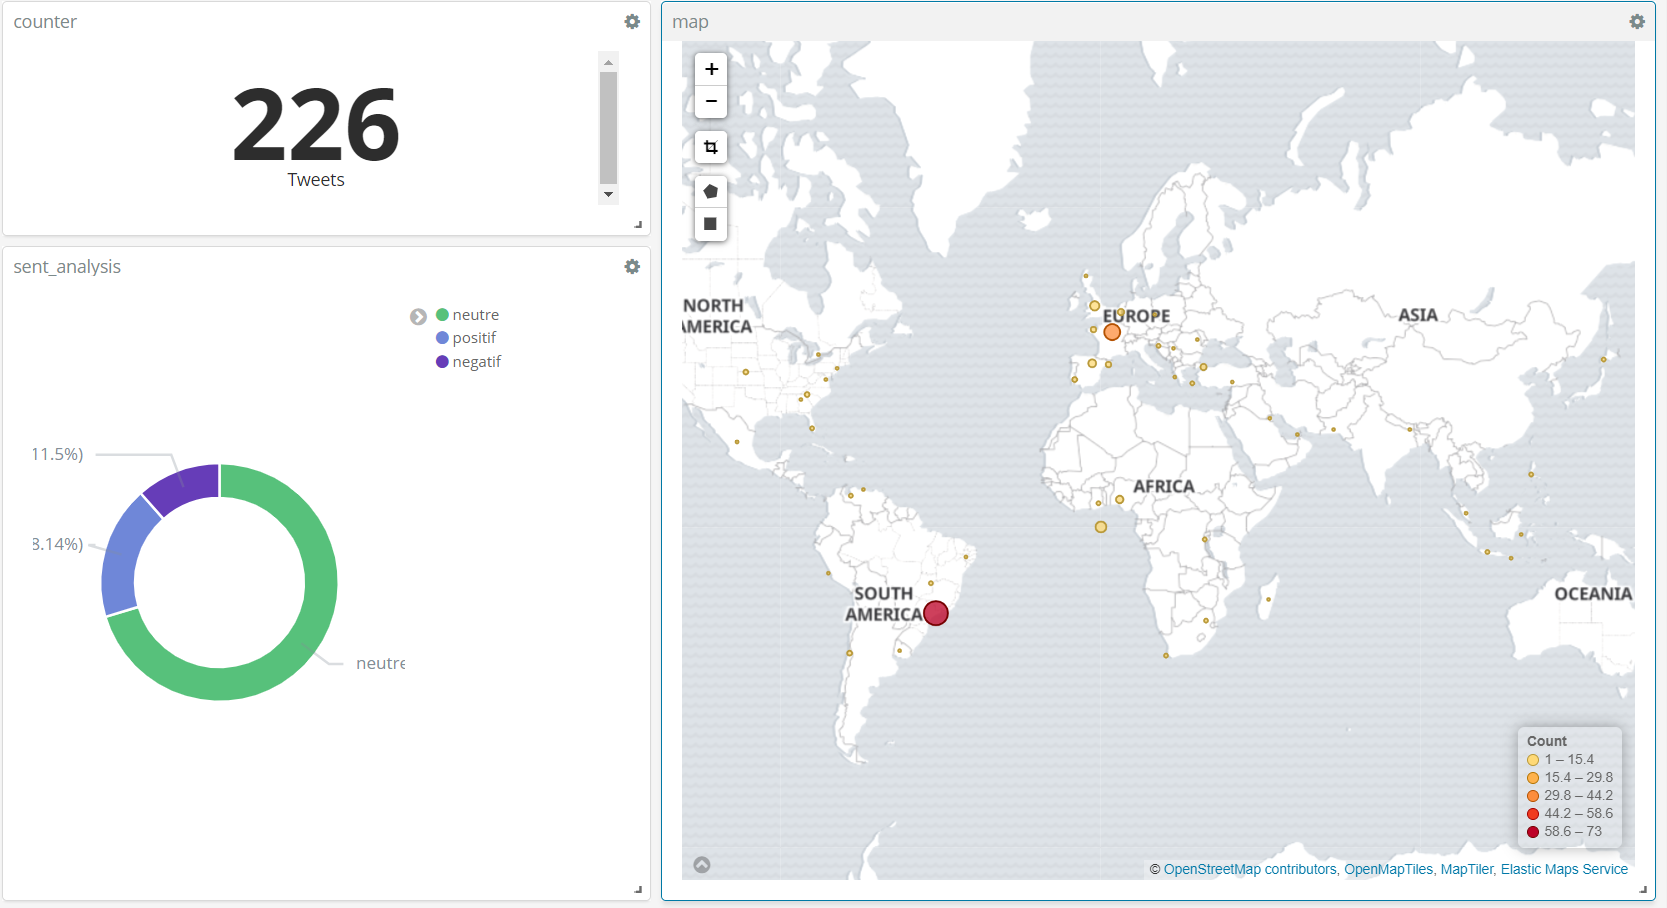 counter
226
Tweets
sent_analysis
neutre
positif
negatif
11.5%)
8.14%)
neutre
map
+
−
NORTH
AMERICA
EUROPE
ASIA
AFRICA
SOUTH
AMERICA
OCEANIA
Count
1 – 15.4
15.4 – 29.8
29.8 – 44.2
44.2 – 58.6
58.6 – 73
© OpenStreetMap contributors, OpenMapTiles, MapTiler, Elastic Maps Service